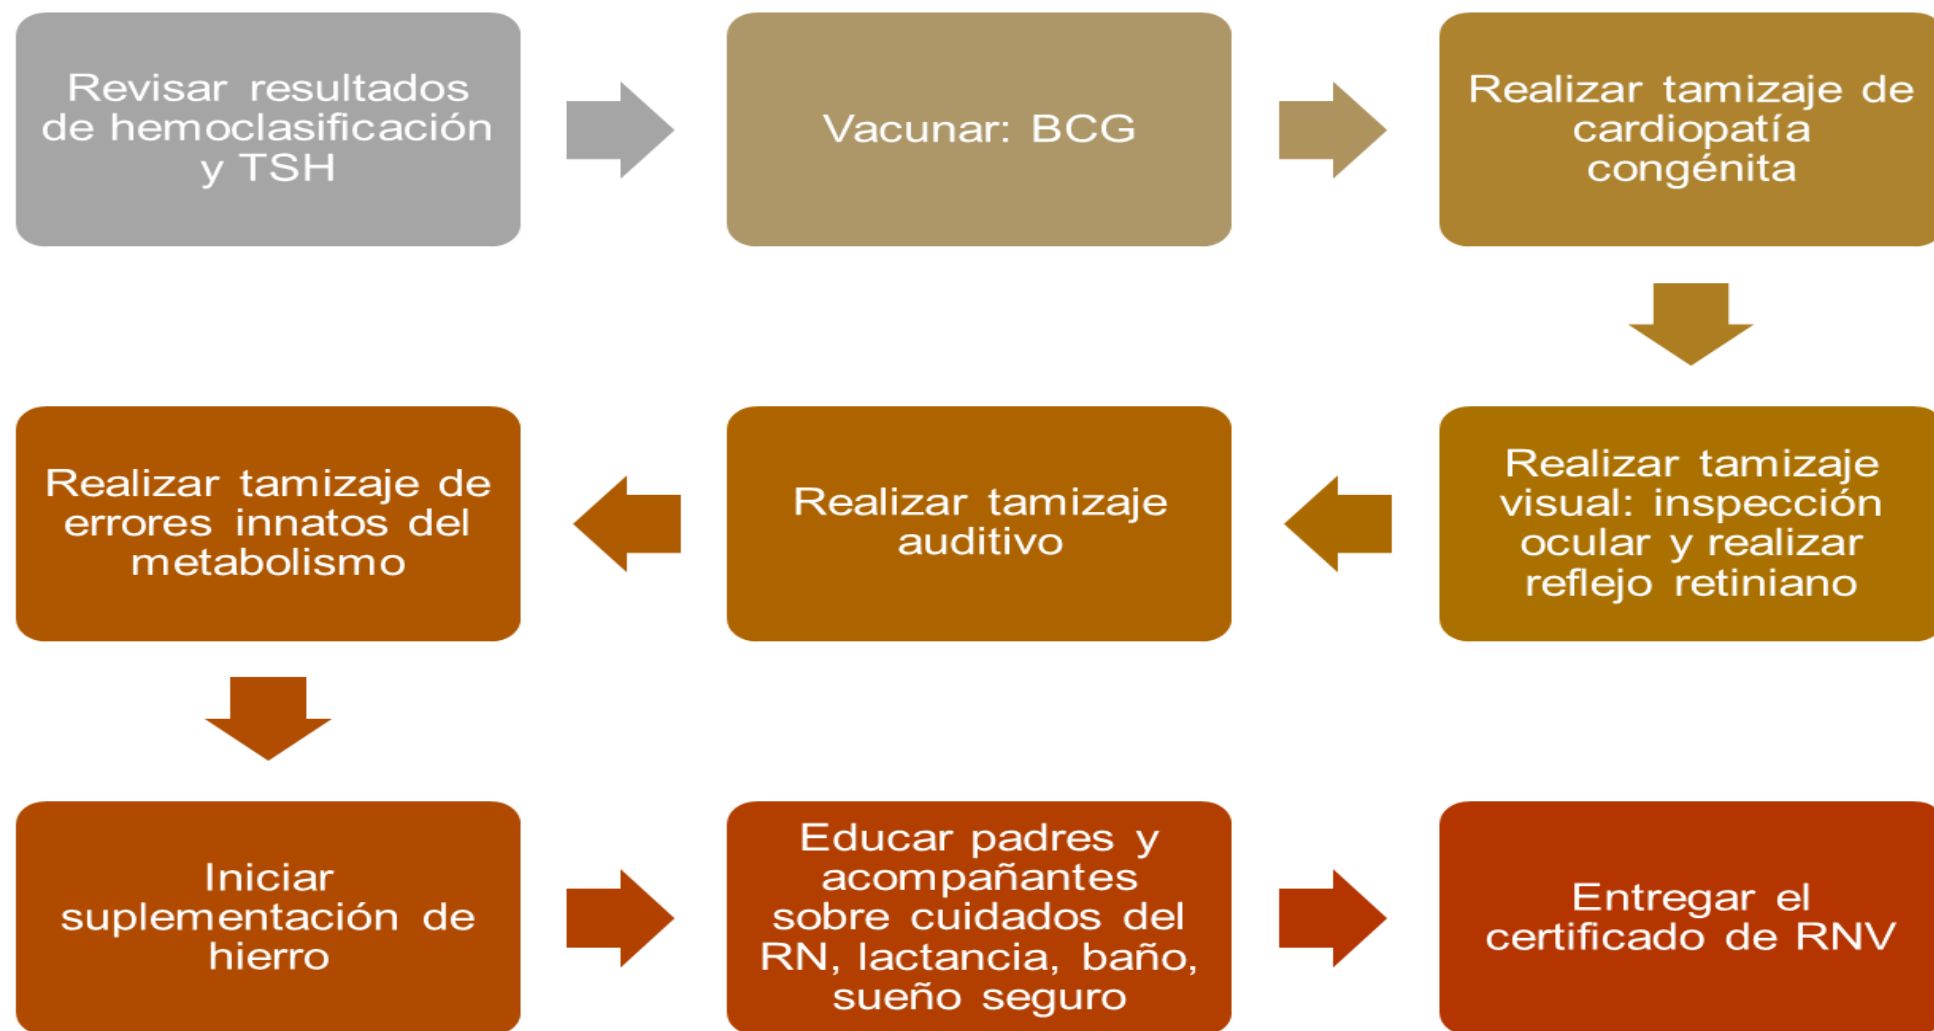 Revisar resultados
de hemoclasificación
y TSH
Vacunar: BCG
Realizar tamizaje de
cardiopatía
congénita
Realizar tamizaje
visual: inspección
ocular y realizar
reflejo retiniano
Realizar tamizaje
auditivo
Realizar tamizaje de
errores innatos del
metabolismo
Iniciar
suplementación de
hierro
Educar padres y
acompañantes
sobre cuidados del
RN, lactancia, baño,
sueño seguro
Entregar el
certificado de RNV